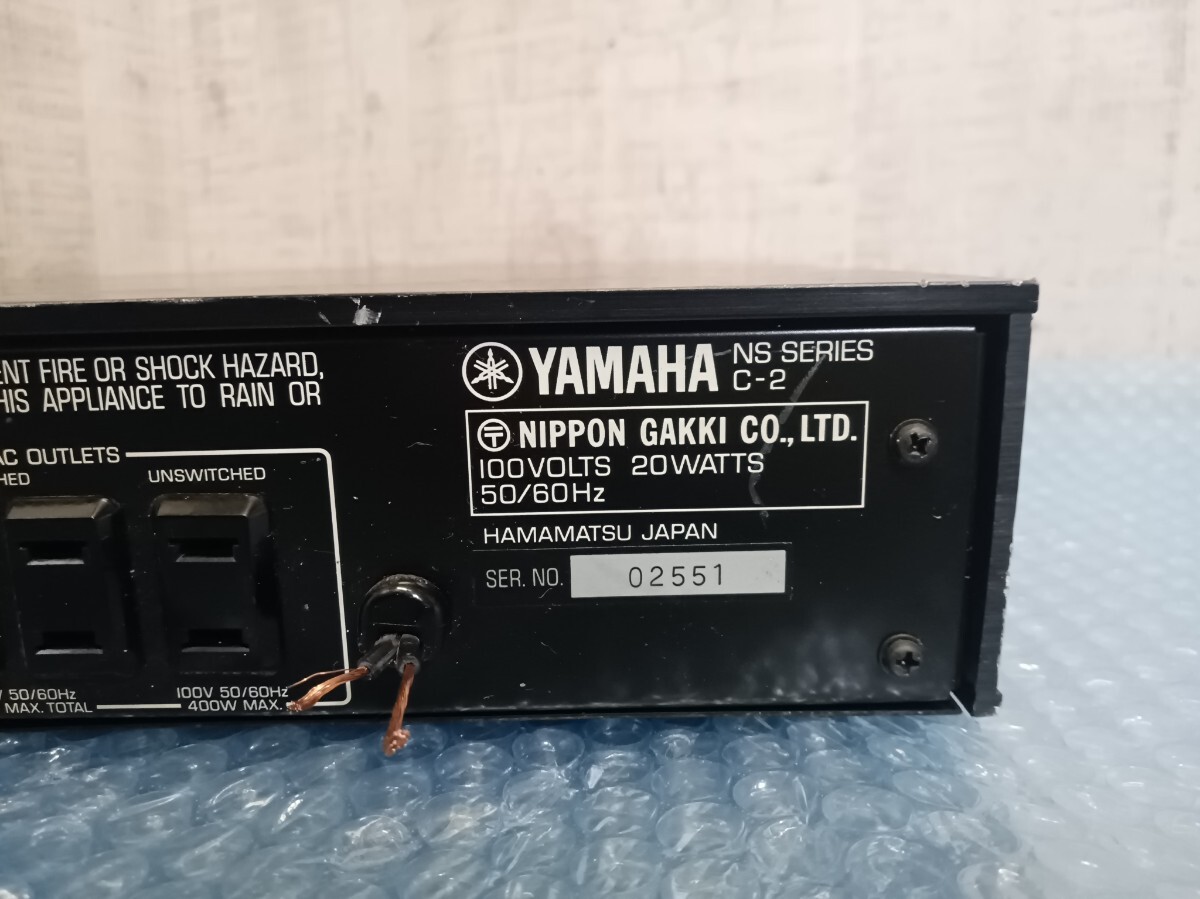 ENT FIRE OR SHOCK HAZARD,
HIS APPLIANCE TO RAIN OR
AC OUTLETS
HED
UNSWITCHED
50/60Hz
MAX. TOTAL
100V 50/60Hz
400W MAX.
YAMAHA NS SERIES
C-2
〒 NIPPON GAKKI CO., LTD.
100VOLTS 20WATTS
50/60Hz
HAMAMATSU JAPAN
SER. NO. 02551